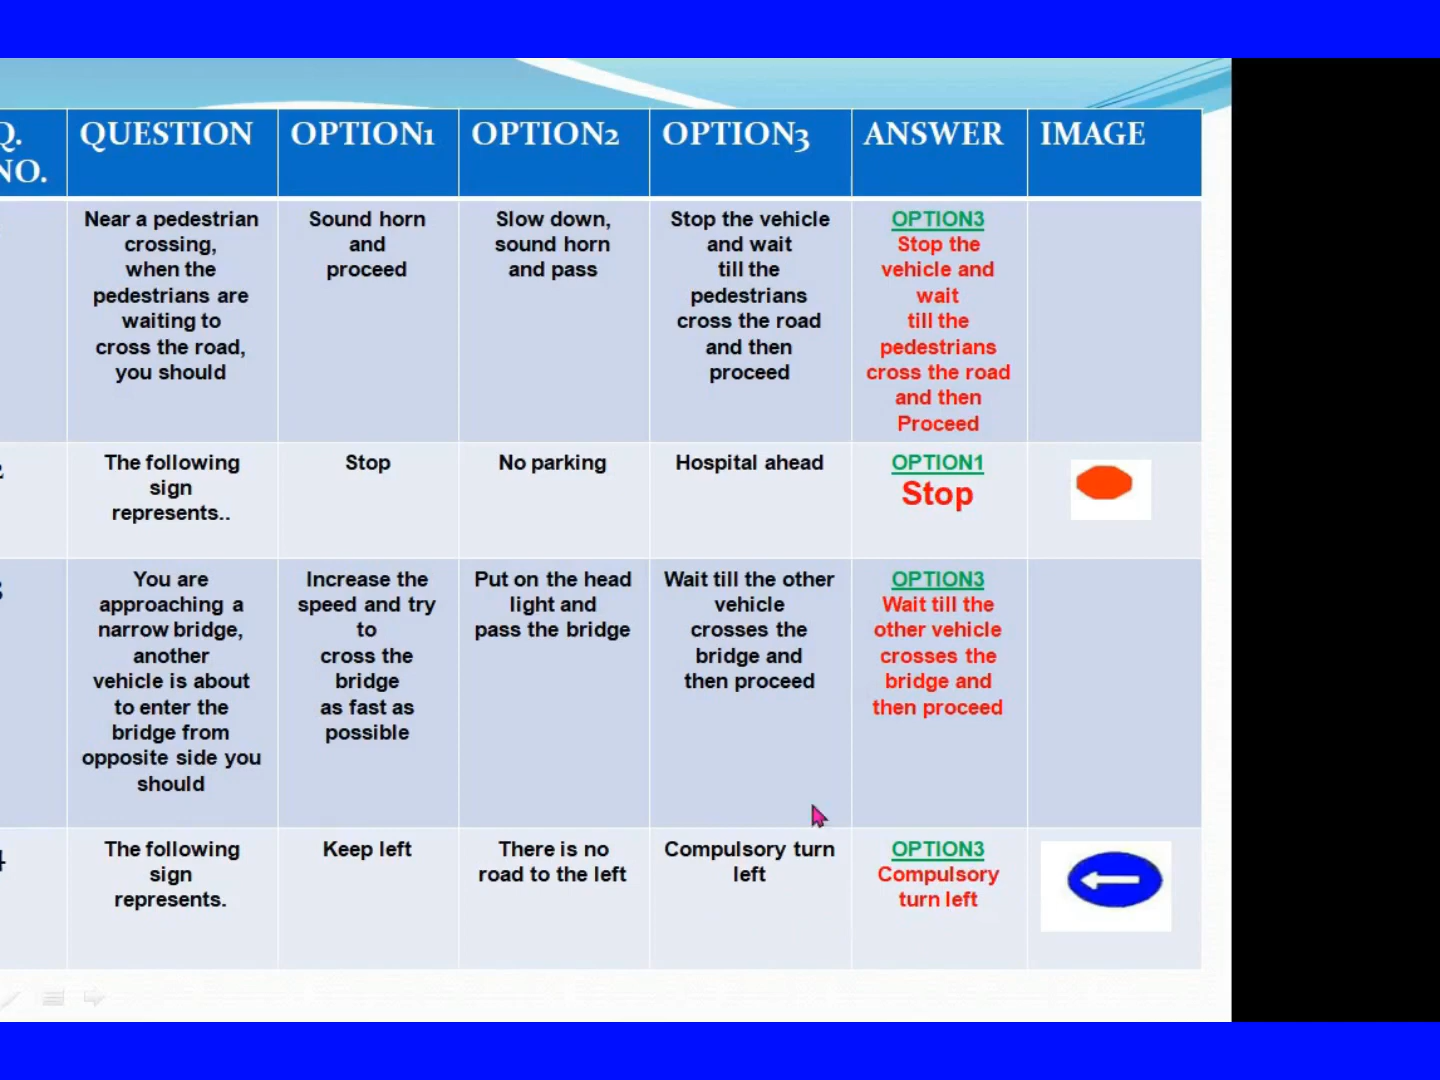 Q. QUESTION OPTION1 OPTION2 OPTION3 ANSWER IMAGE
NO.
Near a pedestrian
crossing,
when the
pedestrians are
waiting to
cross the road,
you should
Sound horn
and
proceed
Slow down,
sound horn
and pass
Stop the vehicle
and wait
till the
pedestrians
cross the road
and then
proceed
OPTION3
Stop the
vehicle and
wait
till the
pedestrians
cross the road
and then
Proceed
2
The following
sign
represents..
Stop
No parking
Hospital ahead
OPTION1
Stop
You are
approaching a
narrow bridge,
another
vehicle is about
to enter the
bridge from
opposite side you
should
Increase the
speed and try
to
cross the
bridge
as fast as
possible
Put on the head
light and
pass the bridge
Wait till the other
vehicle
crosses the
bridge and
then proceed
OPTION3
Wait till the
other vehicle
crosses the
bridge and
then proceed
4
The following
sign
represents.
Keep left
There is no
road to the left
Compulsory turn
left
OPTION3
Compulsory
turn left